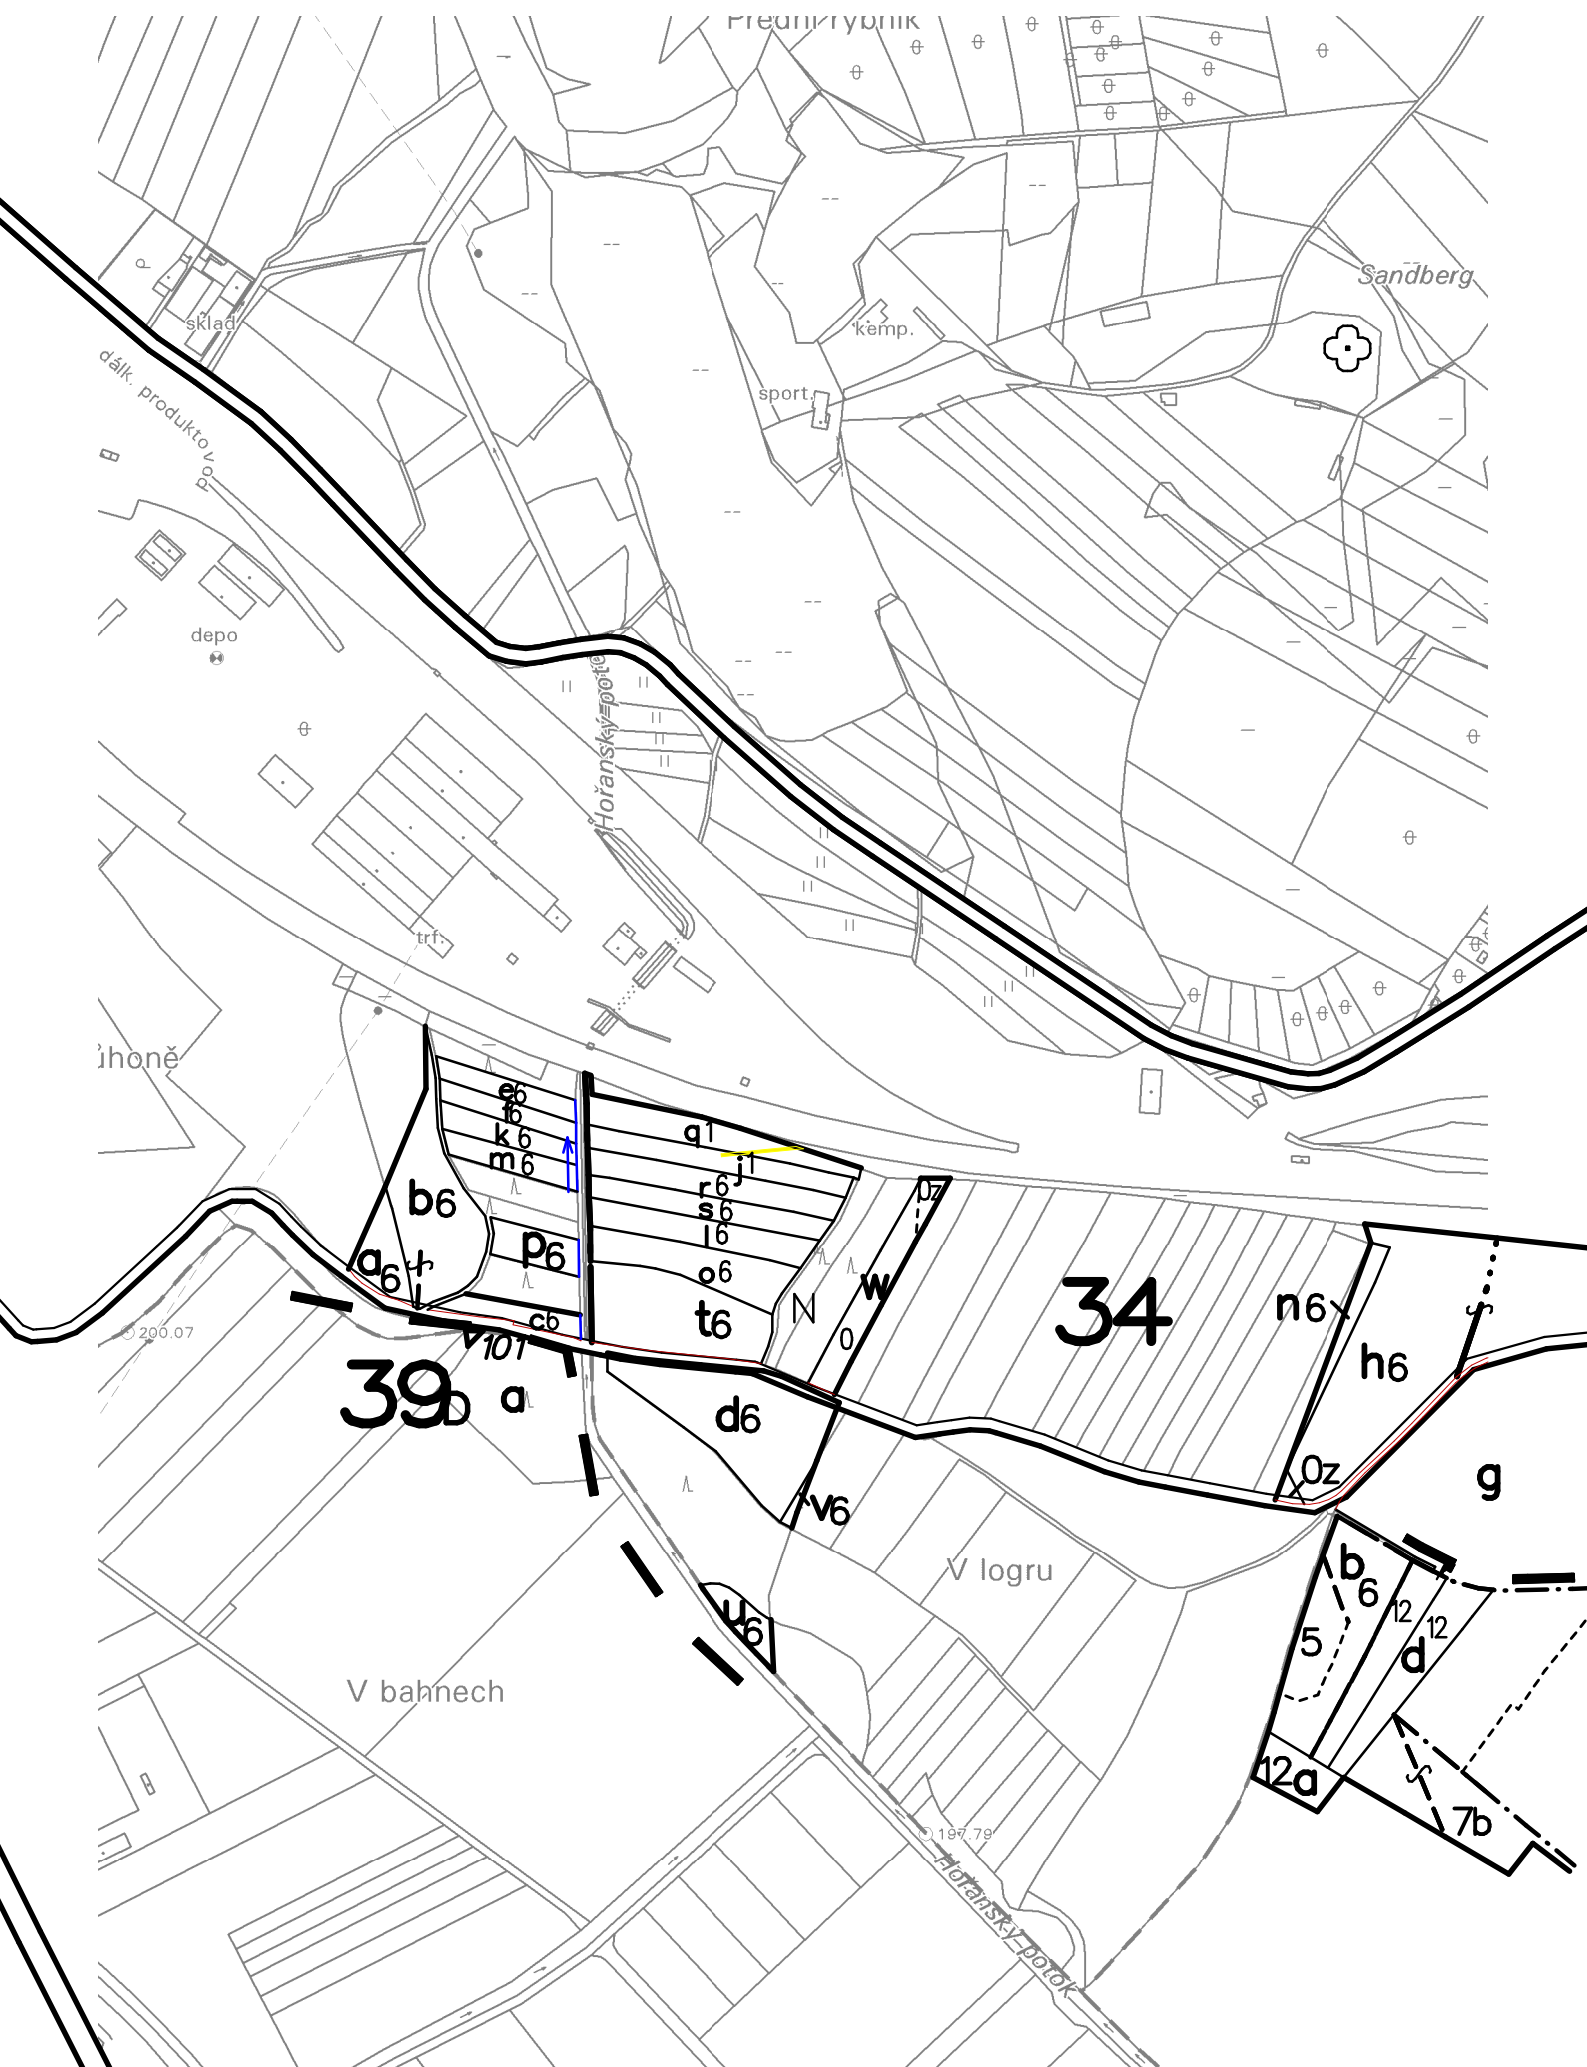 Přední rybník
Sandberg
sklad
kemp.
dálk. produktovod
sport.
depo
Hořanský potok
trf.
úhoně
e6
f6
q1
k6
j1
m6
r6
0z
b6
s6
l6
p6
a6
o6
w
34
n6
t6
N
c6
0
200.07
V101
h6
39D
a
d6
0z
g
v6
V logru
b6
u6
12
12
5
d
V bahnech
12a
7b
197.79
Hořanský potok